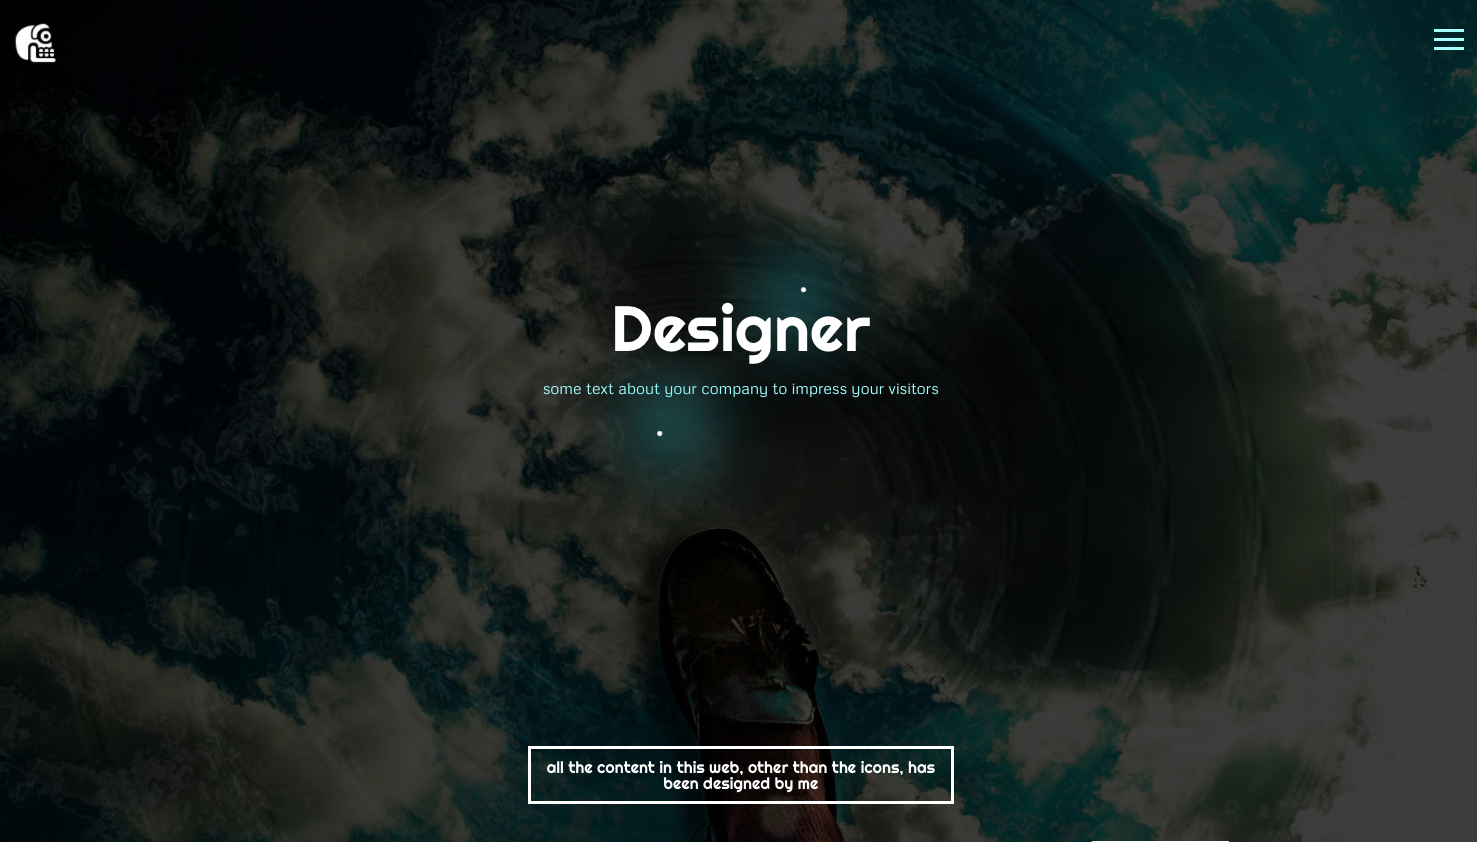 Designer
some text about your company to impress your visitors
all the content in this web, other than the icons, has
been designed by me